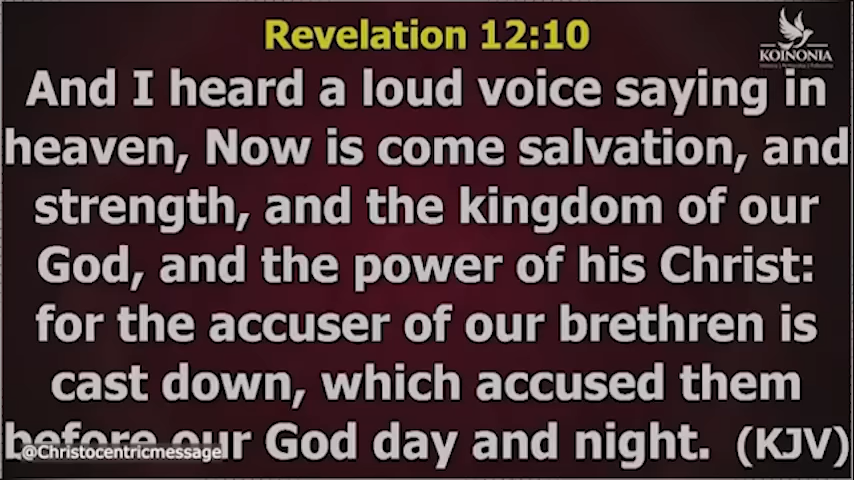 Revelation 12:10
KOINONIA
And I heard a loud voice saying in
heaven, Now is come salvation, and
strength, and the kingdom of our
God, and the power of his Christ:
for the accuser of our brethren is
cast down, which accused them
before our God day and night. (KJV)
@Christocentricmessage